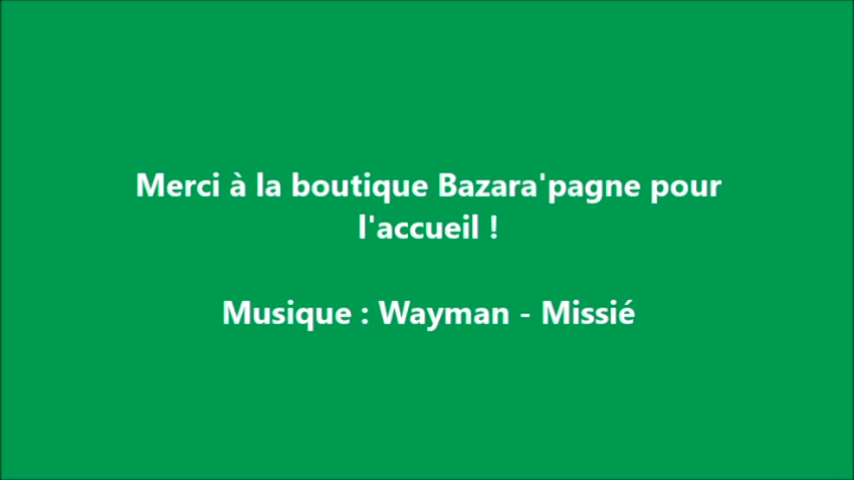 Merci à la boutique Bazara'pagne pour
l'accueil !
Musique : Wayman - Missié